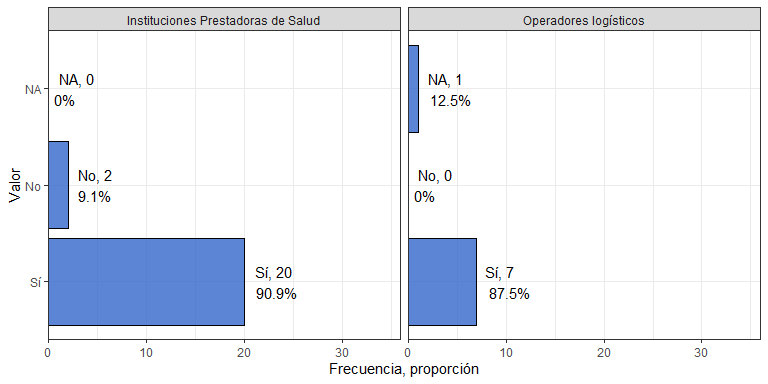 Instituciones Prestadoras de Salud
Operadores logísticos
Valor
NA
NA, 0
0%
NA, 1
12.5%
No
No, 2
9.1%
No, 0
0%
Sí
Sí, 20
90.9%
Sí, 7
87.5%
0 10 20 30
0 10 20 30
Frecuencia, proporción